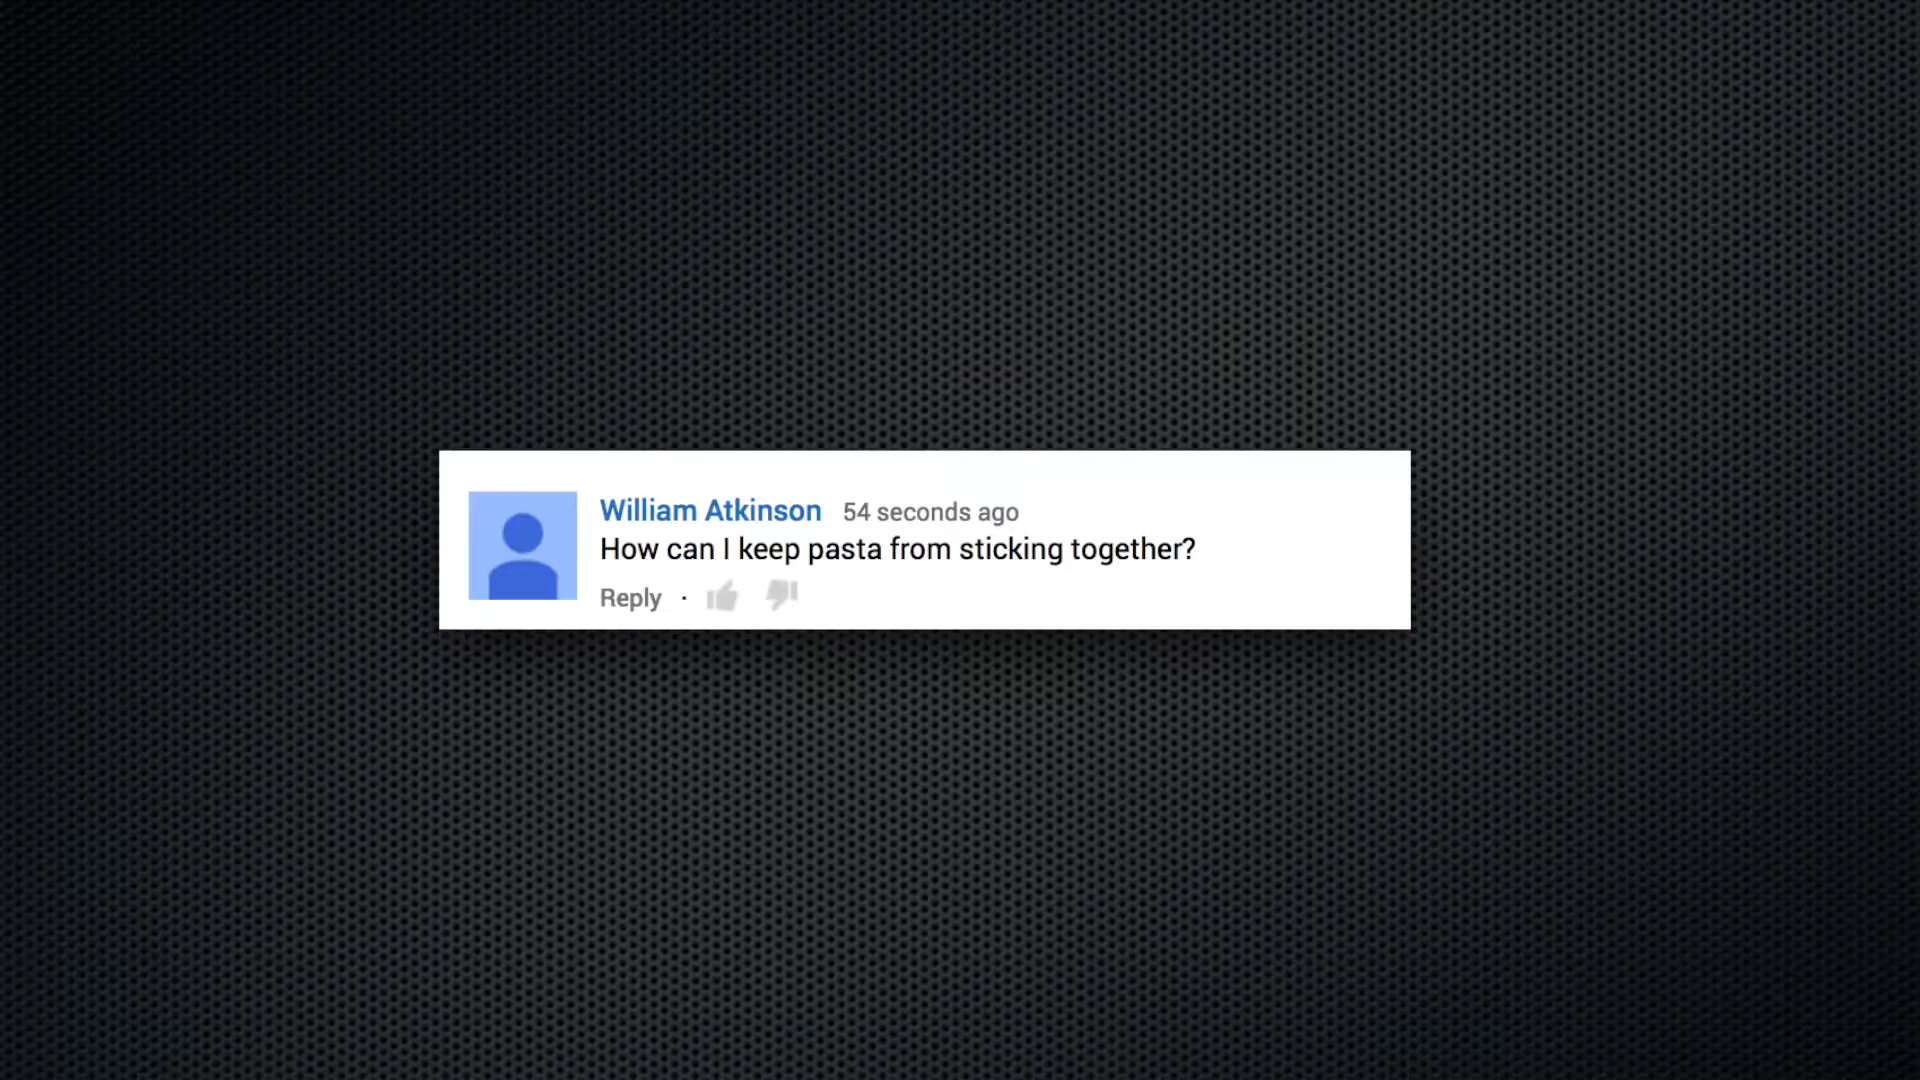 William Atkinson 54 seconds ago
How can I keep pasta from sticking together?
Reply ·